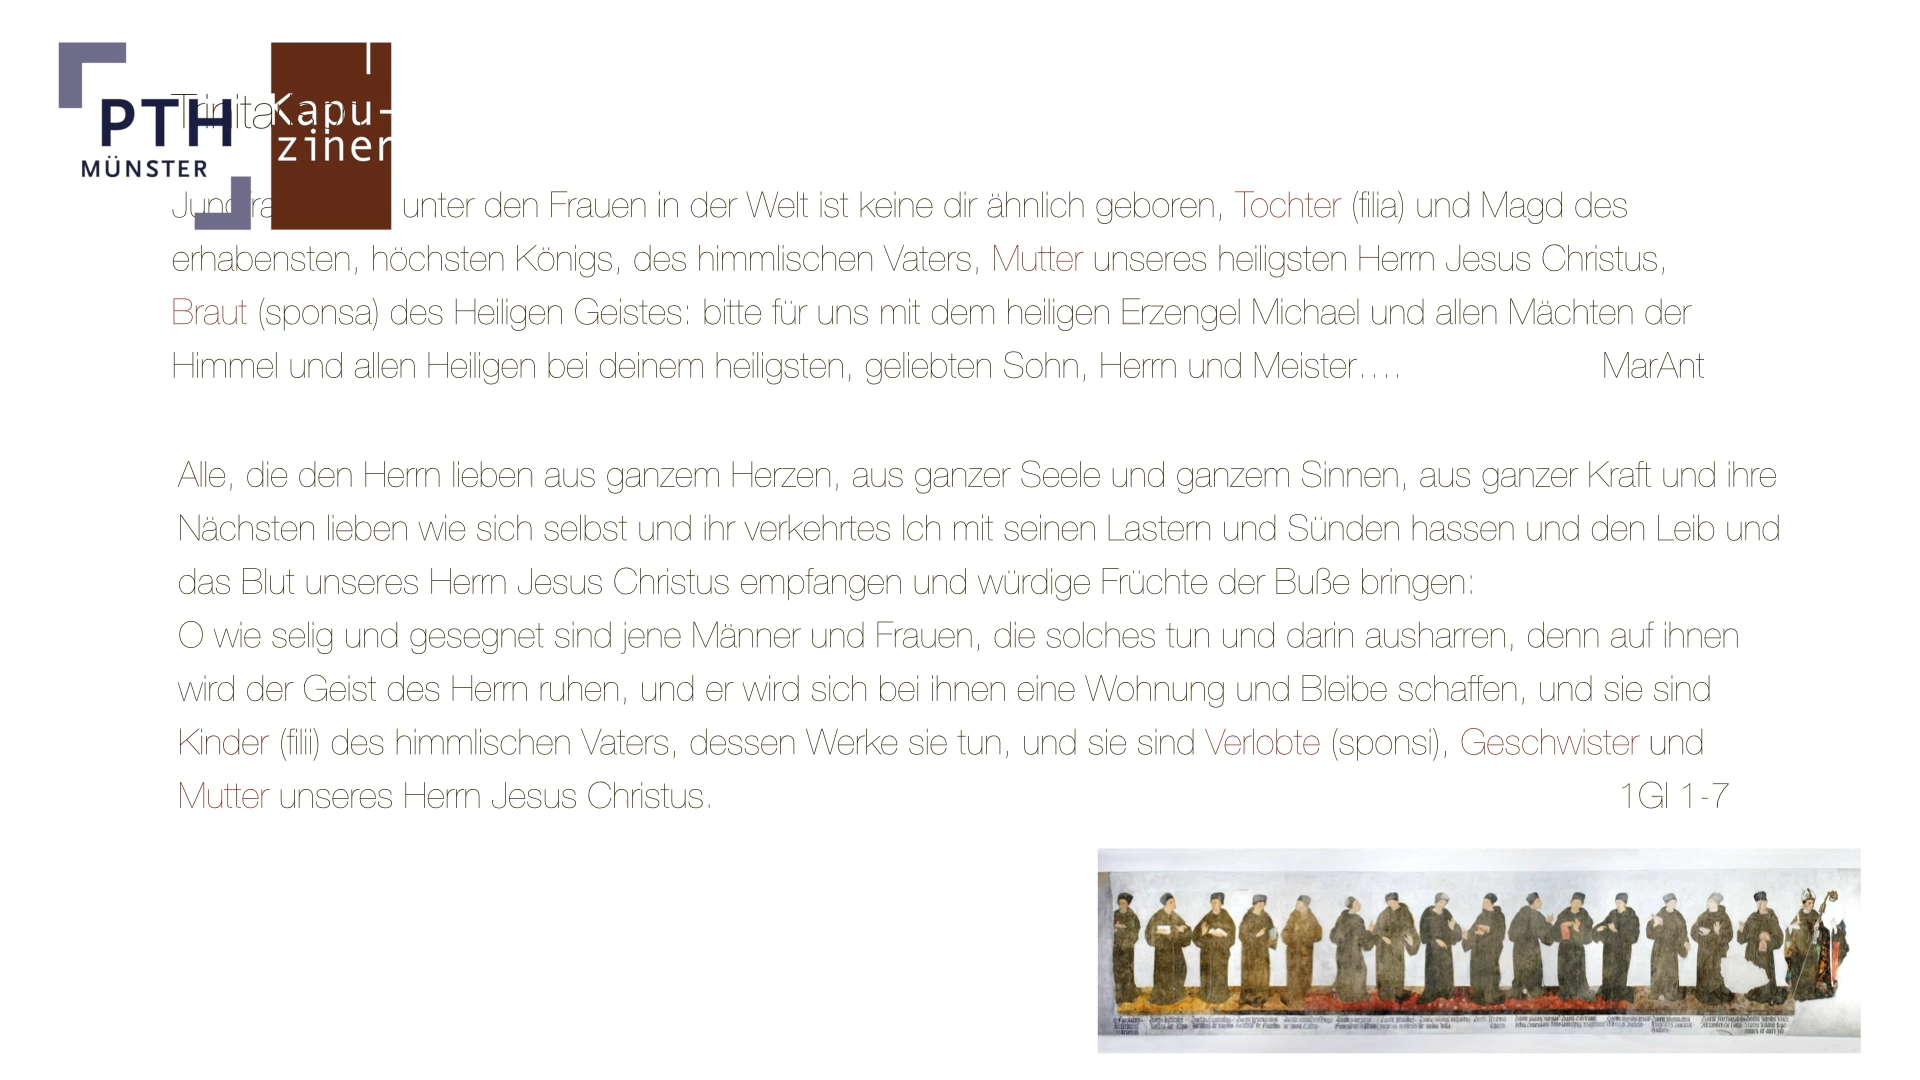 PTH
MÜNSTER
Kapu-
ziner
unter den Frauen in der Welt ist keine dir ähnlich geboren, Tochter (filia) und Magd des
erhabensten, höchsten Königs, des himmlischen Vaters, Mutter unseres heiligsten Herrn Jesus Christus,
Braut (sponsa) des Heiligen Geistes: bitte für uns mit dem heiligen Erzengel Michael und allen Mächten der
Himmel und allen Heiligen bei deinem heiligsten, geliebten Sohn, Herrn und Meister…. MarAnt
Alle, die den Herrn lieben aus ganzem Herzen, aus ganzer Seele und ganzem Sinnen, aus ganzer Kraft und ihre
Nächsten lieben wie sich selbst und ihr verkehrtes Ich mit seinen Lastern und Sünden hassen und den Leib und
das Blut unseres Herrn Jesus Christus empfangen und würdige Früchte der Buße bringen:
O wie selig und gesegnet sind jene Männer und Frauen, die solches tun und darin ausharren, denn auf ihnen
wird der Geist des Herrn ruhen, und er wird sich bei ihnen eine Wohnung und Bleibe schaffen, und sie sind
Kinder (filii) des himmlischen Vaters, dessen Werke sie tun, und sie sind Verlobte (sponsi), Geschwister und
Mutter unseres Herrn Jesus Christus. 1Gl 1-7